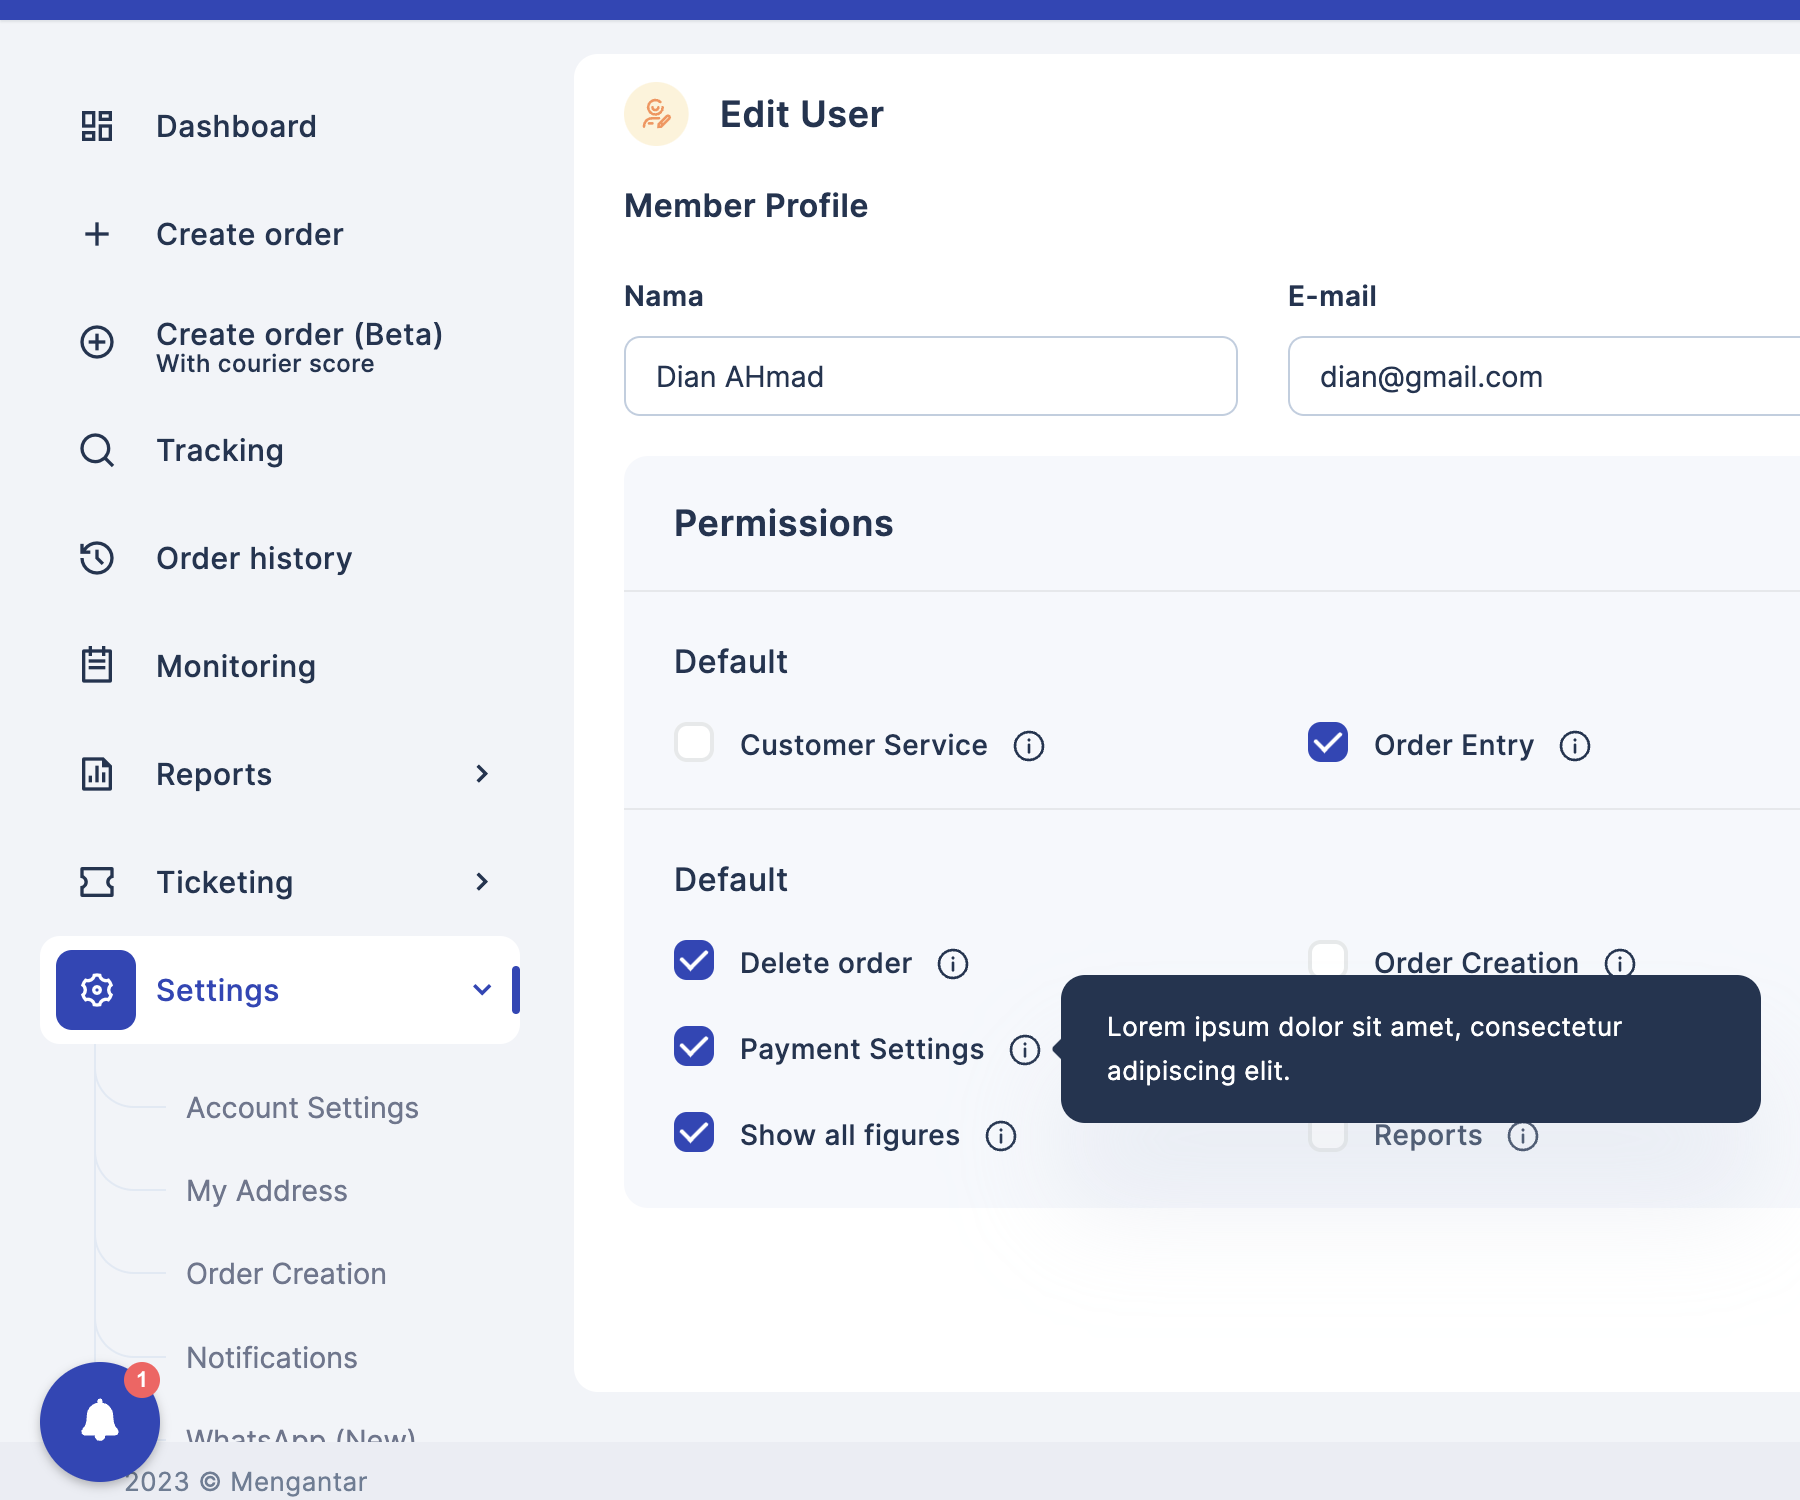 Dashboard
Create order
Create order (Beta)
With courier score
Tracking
Order history
Monitoring
Reports
Ticketing
Settings
Account Settings
My Address
Order Creation
Notifications
WhatsApp (New)
1
2023 © Mengantar
Edit User
Member Profile
Nama
E-mail
Dian AHmad
dian@gmail.com
Permissions
Default
Customer Service
Order Entry
Default
Delete order
Order Creation
Payment Settings
Lorem ipsum dolor sit amet, consectetur
adipiscing elit.
Show all figures
Reports